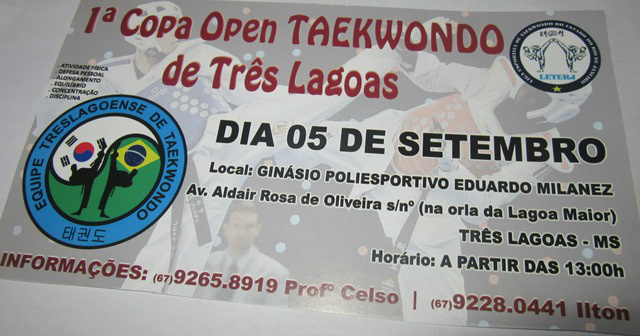 1ª Copa Open TAEKWONDO
de Três Lagoas
. ATIVIDADE FÍSICA
. DEFESA PESSOAL
. ALONGAMENTO
. EQUILÍBRIO
. CONCENTRAÇÃO
. DISCIPLINA
LETERJ
EQUIPE TRESLAGOENSE DE TAEKWONDO
태권도
DIA 05 DE SETEMBRO
Local: GINÁSIO POLIESPORTIVO EDUARDO MILANEZ
Av. Aldair Rosa de Oliveira s/nº (na orla da Lagoa Maior)
TRÊS LAGOAS - MS
Horário: A PARTIR DAS 13:00h
INFORMAÇÕES: (67)9265.8919 Profº Celso | (67)9228.0441 Ilton